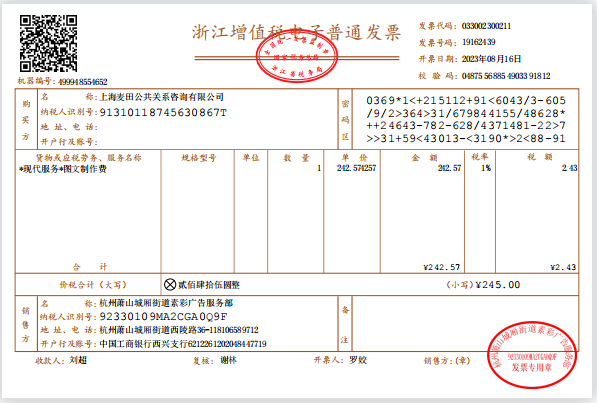 浙江增值税电子普通发票
发票代码：033002300211
发票号码：19162439
开票日期：2023年08月16日
校 验 码：04875 56885 49033 91812
机器编号：499948554652
全国统一发票监制章
国家税务总局
浙江省税务局
购买方
名 称：上海麦田公共关系咨询有限公司
纳税人识别号：91310118745630867T
地 址、电 话：
开户行及账号：
密码区
0369*1<+215112+91<6043/3-605
/9/2>364>31/679844155/48628*
++24643-782-628/4371481-22>7
>>31+59<43013-<3190*>2<88-91
货物或应税劳务、服务名称 规格型号 单位 数 量 单 价 金 额 税率 税 额
*现代服务*图文制作费 1 242.574257 242.57 1% 2.43
合 计 ¥242.57 ¥2.43
价税合计（大写） ⊗贰佰肆拾伍圆整 （小写）¥245.00
销售方
名 称：杭州萧山城厢街道素彩广告服务部
纳税人识别号：92330109MA2CGA0Q9F
地 址、电 话：杭州萧山城厢街道西陵路36-118106589712
开户行及账号：中国工商银行西兴支行6212261202048447719
备注
收款人：刘超 复核：谢林 开票人：罗姣 销售方：(章)
杭州萧山城厢街道素彩广告服务部
92330109MA2CGA0Q9F
发票专用章